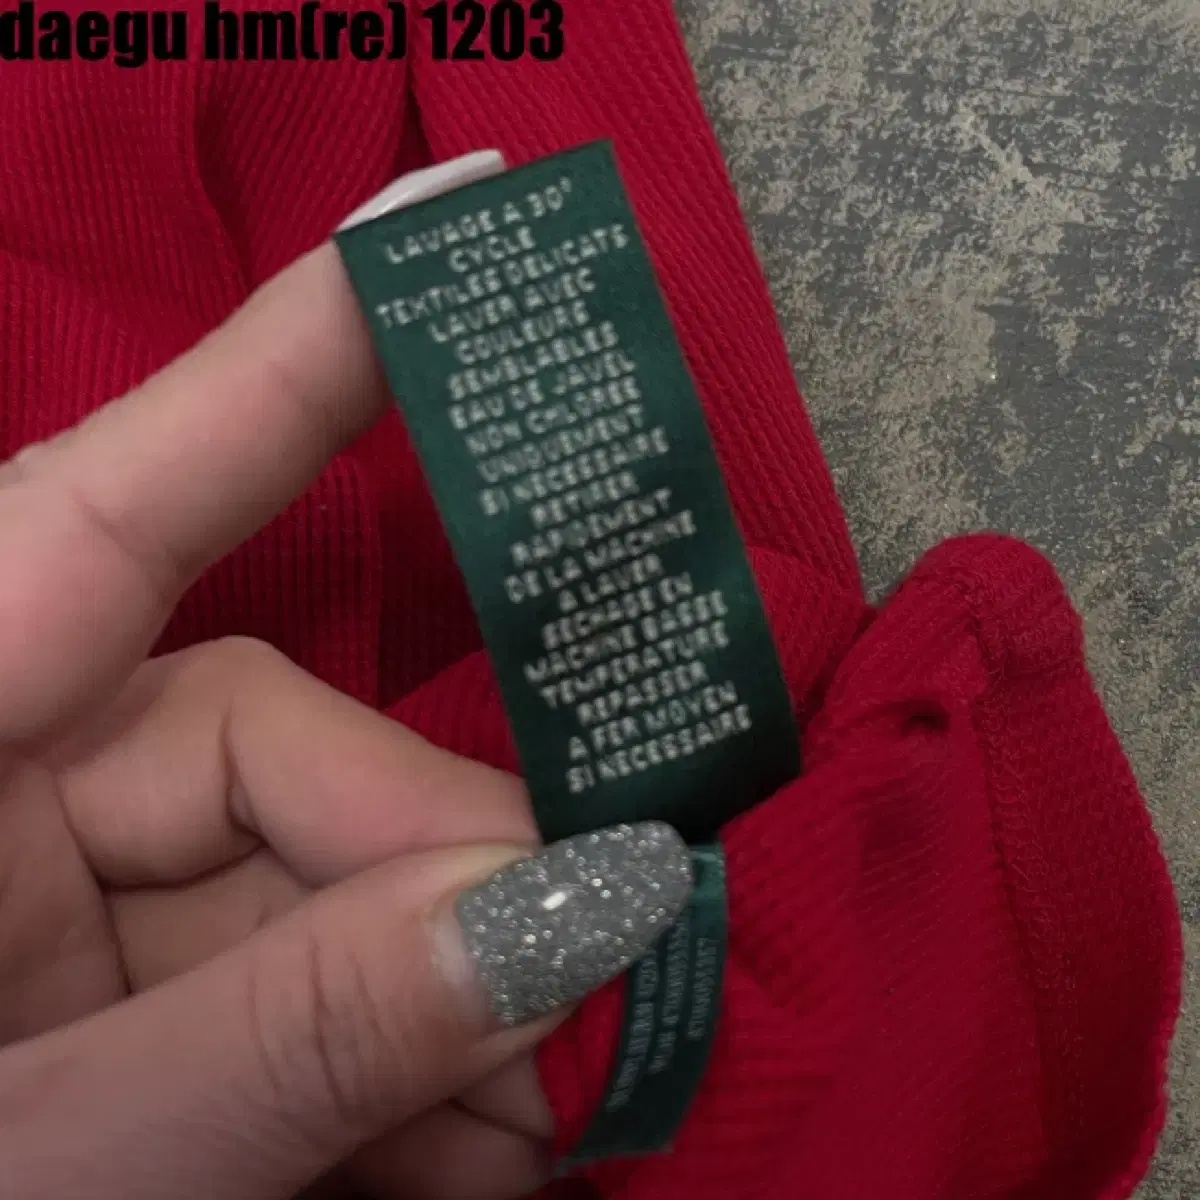 daegu hm(re) 1203
LAVAGE A 30°
CYCLE
TEXTILES DELICATS
LAVER AVEC
COULEURS
SEMBLABLES
EAU DE JAVEL
NON CHLOREE
UNIQUEMENT
SI NECESSAIRE
RETIRER
RAPIDEMENT
DE LA MACHINE
A LAVER
SECHAGE EN
MACHINE BASSE
TEMPERATURE
REPASSER
A FER MOYEN
SI NECESSAIRE